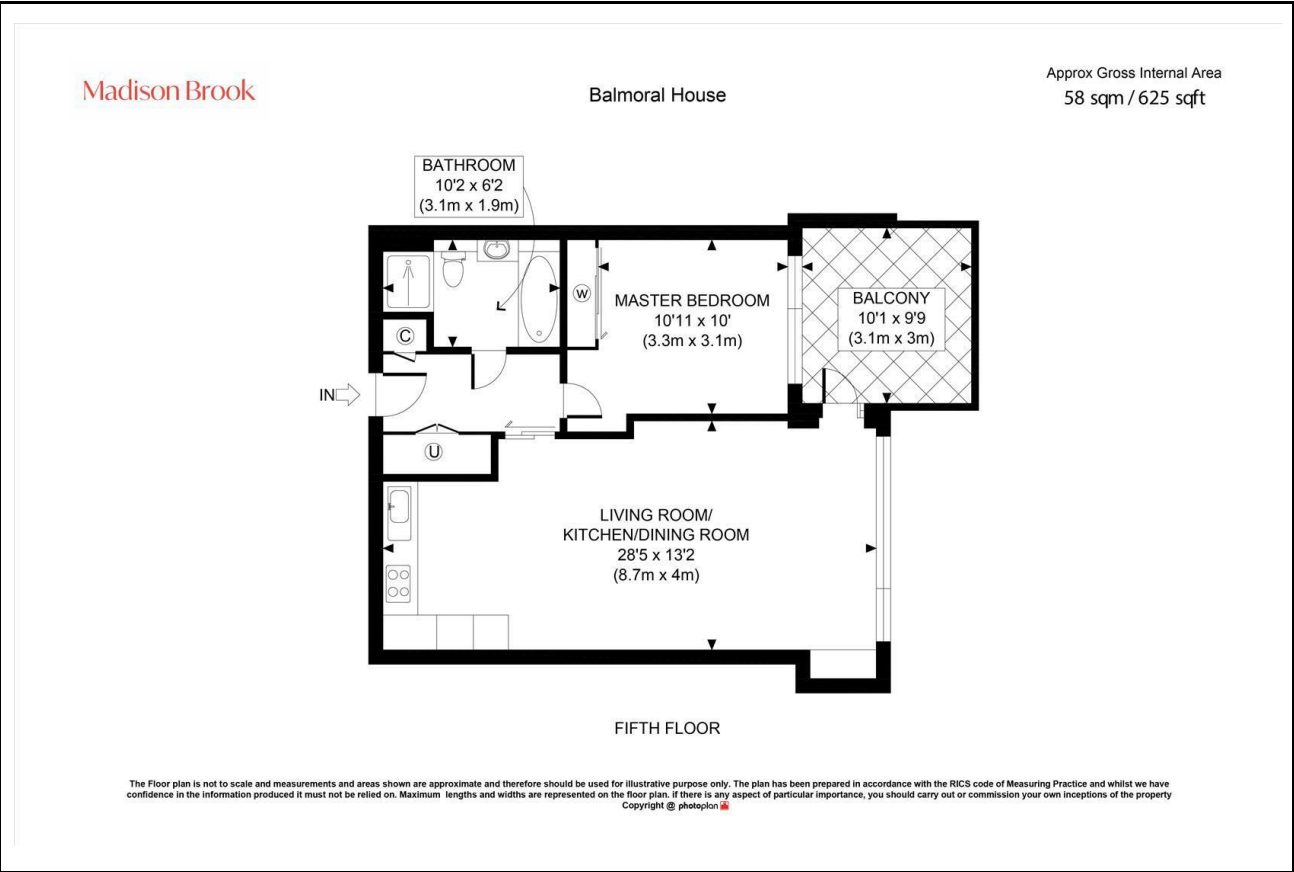 Madison Brook
Balmoral House
Approx Gross Internal Area
58 sqm / 625 sqft
BATHROOM
10'2 x 6'2
(3.1m x 1.9m)
W
MASTER BEDROOM
10'11 x 10'
(3.3m x 3.1m)
BALCONY
10'1 x 9'9
(3.1m x 3m)
C
IN
U
LIVING ROOM/
KITCHEN/DINING ROOM
28'5 x 13'2
(8.7m x 4m)
FIFTH FLOOR
The Floor plan is not to scale and measurements and areas shown are approximate and therefore should be used for illustrative purpose only. The plan has been prepared in accordance with the RICS code of Measuring Practice and whilst we have
confidence in the information produced it must not be relied on. Maximum lengths and widths are represented on the floor plan. if there is any aspect of particular importance, you should carry out or commission your own inceptions of the property
Copyright @ photoplan